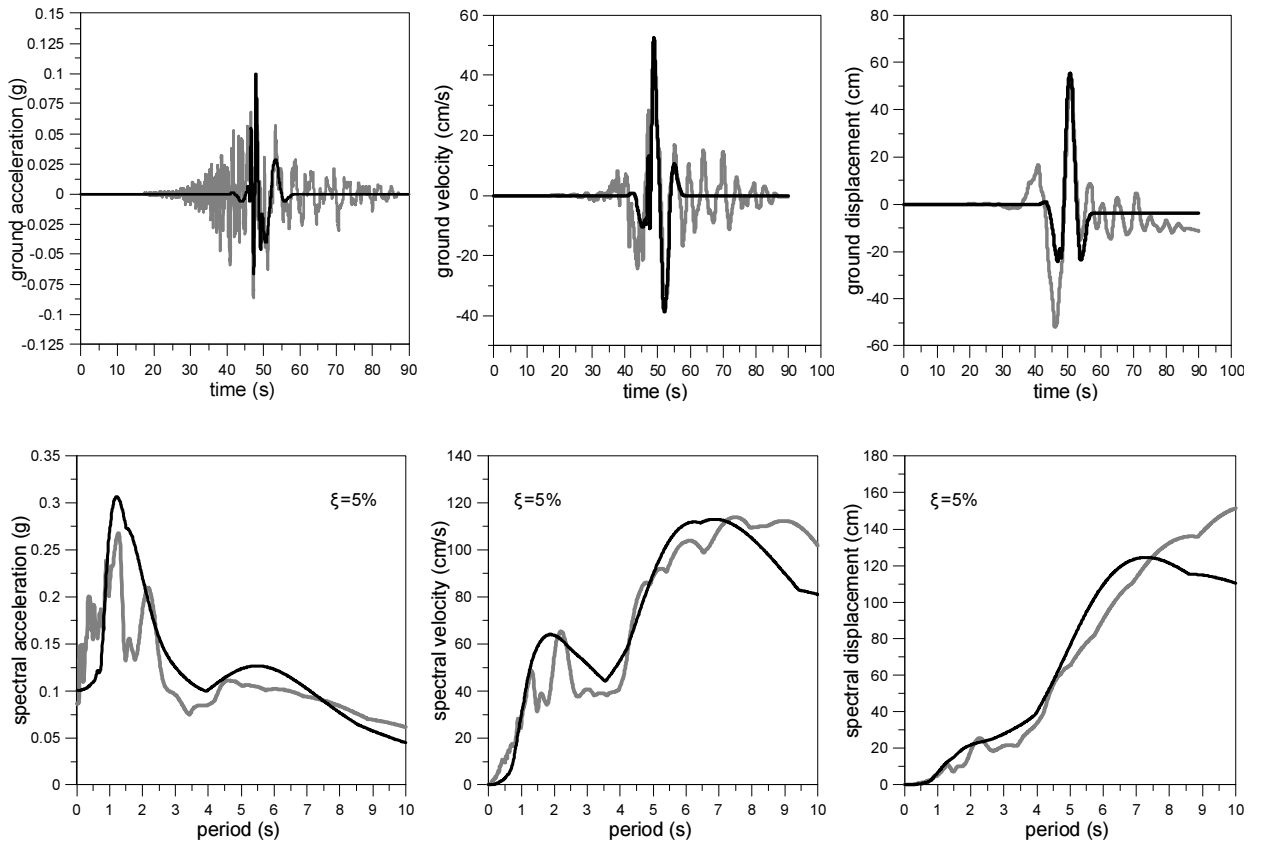 0.15
0.125
0.1
0.075
0.05
0.025
0
-0.025
-0.05
-0.075
-0.1
-0.125
ground acceleration (g)
0 10 20 30 40 50 60 70 80 90
time (s)
60
40
20
0
-20
-40
ground velocity (cm/s)
0 10 20 30 40 50 60 70 80 90 100
time (s)
80
60
40
20
0
-20
-40
-60
ground displacement (cm)
0 10 20 30 40 50 60 70 80 90 100
time (s)
0.35
0.3
0.25
0.2
0.15
0.1
0.05
0
spectral acceleration (g)
ξ=5%
0 1 2 3 4 5 6 7 8 9 10
period (s)
140
120
100
80
60
40
20
0
spectral velocity (cm/s)
ξ=5%
0 1 2 3 4 5 6 7 8 9 10
period (s)
180
160
140
120
100
80
60
40
20
0
spectral displacement (cm)
ξ=5%
0 1 2 3 4 5 6 7 8 9 10
period (s)